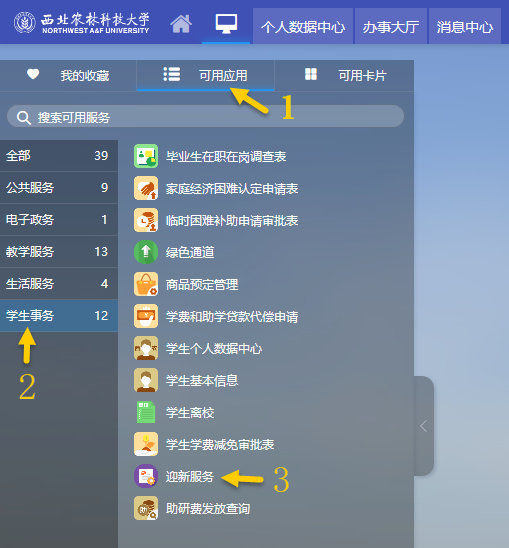 西北农林科技大学
NORTHWEST A&F UNIVERSITY
个人数据中心 办事大厅 消息中心
我的收藏 可用应用 可用卡片
1
搜索可用服务
全部 39
公共服务 9
电子政务 1
教学服务 13
生活服务 4
学生事务 12
2
毕业生在职在岗调查表
家庭经济困难认定申请表
临时困难补助申请审批表
绿色通道
商品预定管理
学费和助学贷款代偿申请
学生个人数据中心
学生基本信息
学生离校
学生学费减免审批表
迎新服务 3
助研费发放查询